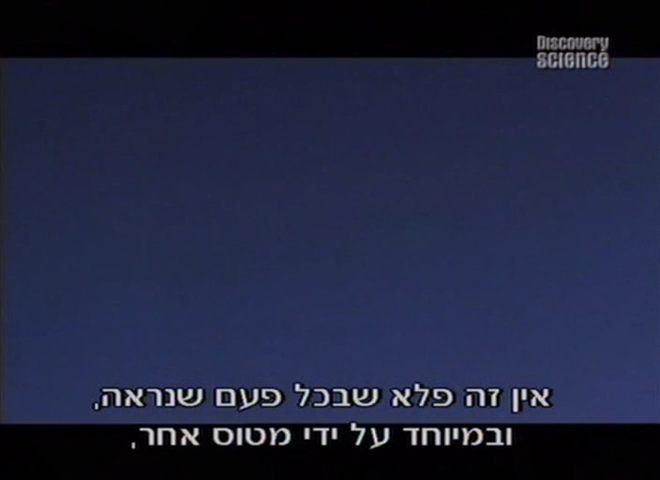 Discovery
SCIENCE
אין זה פלא שבכל פעם שנראה,
ובמיוחד על ידי מטוס אחר,